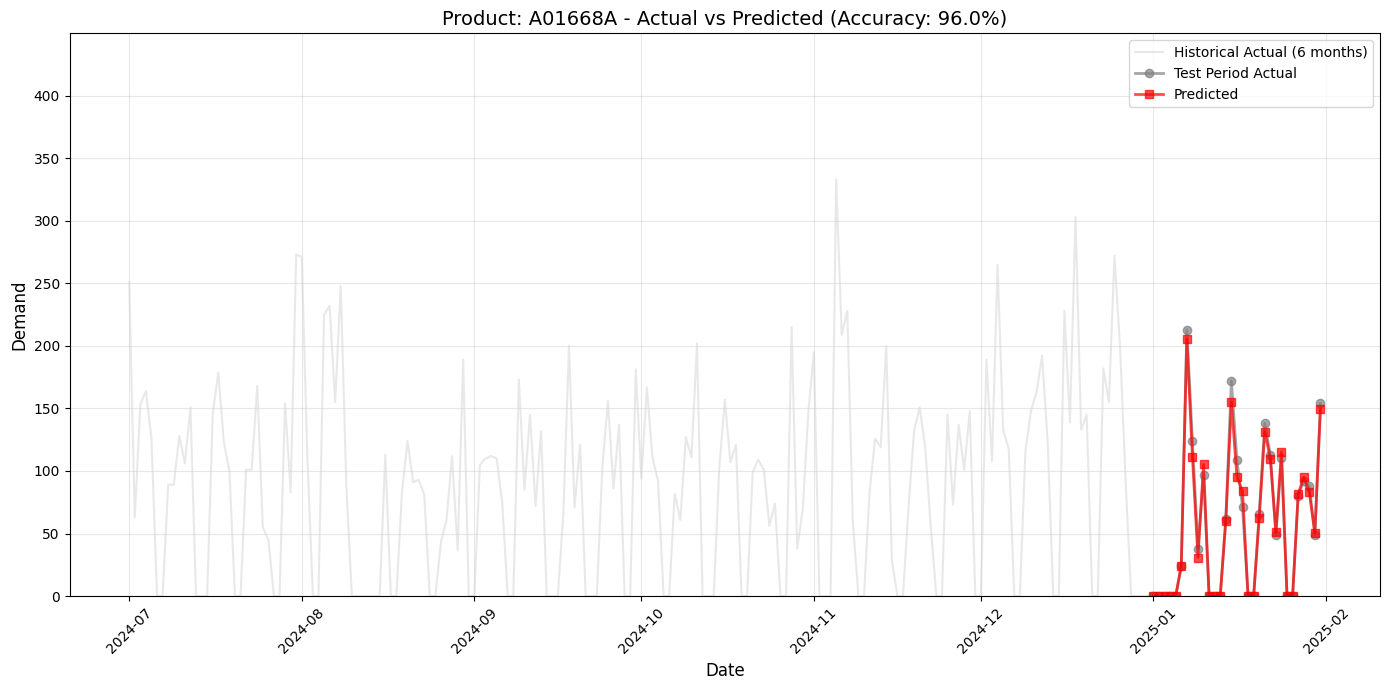 Product: A01668A - Actual vs Predicted (Accuracy: 96.0%)
Historical Actual (6 months)
Test Period Actual
Predicted
Demand
400
350
300
250
200
150
100
50
0
2024-07
2024-08
2024-09
2024-10
2024-11
2024-12
2025-01
2025-02
Date